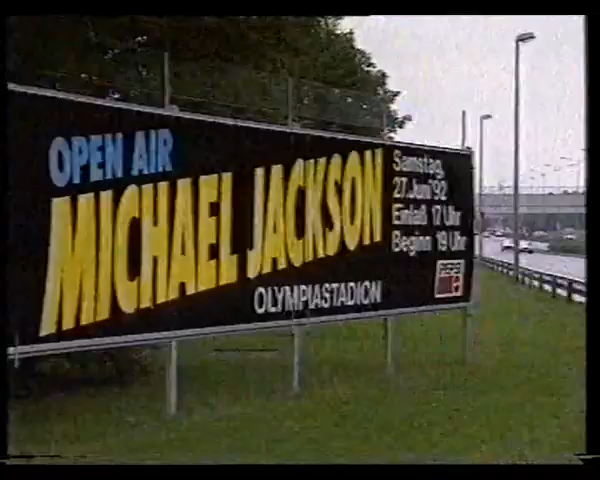 OPEN AIR
MICHAEL JACKSON
OLYMPIASTADION
Samstag,
27. Juni '92
Einlaß 17 Uhr
Beginn 19 Uhr